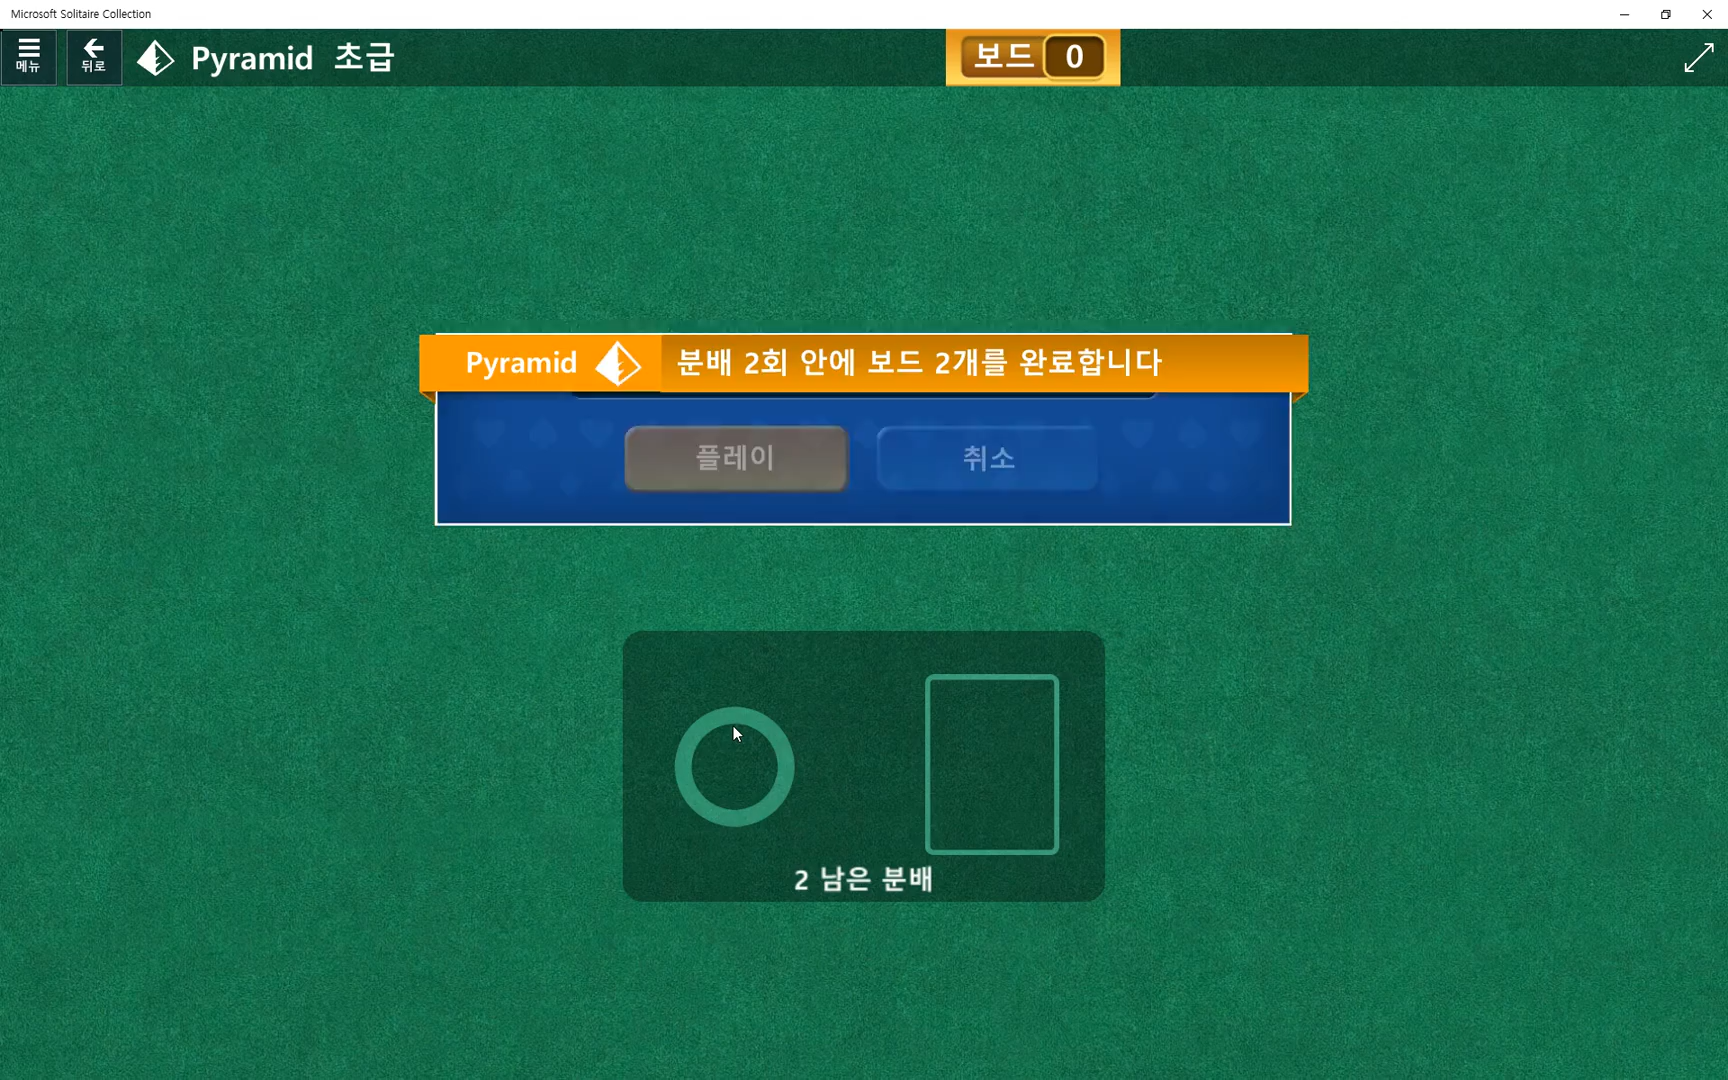 Microsoft Solitaire Collection
메뉴
뒤로
Pyramid 초급
보드 0
Pyramid 분배 2회 안에 보드 2개를 완료합니다
플레이
취소
2 남은 분배